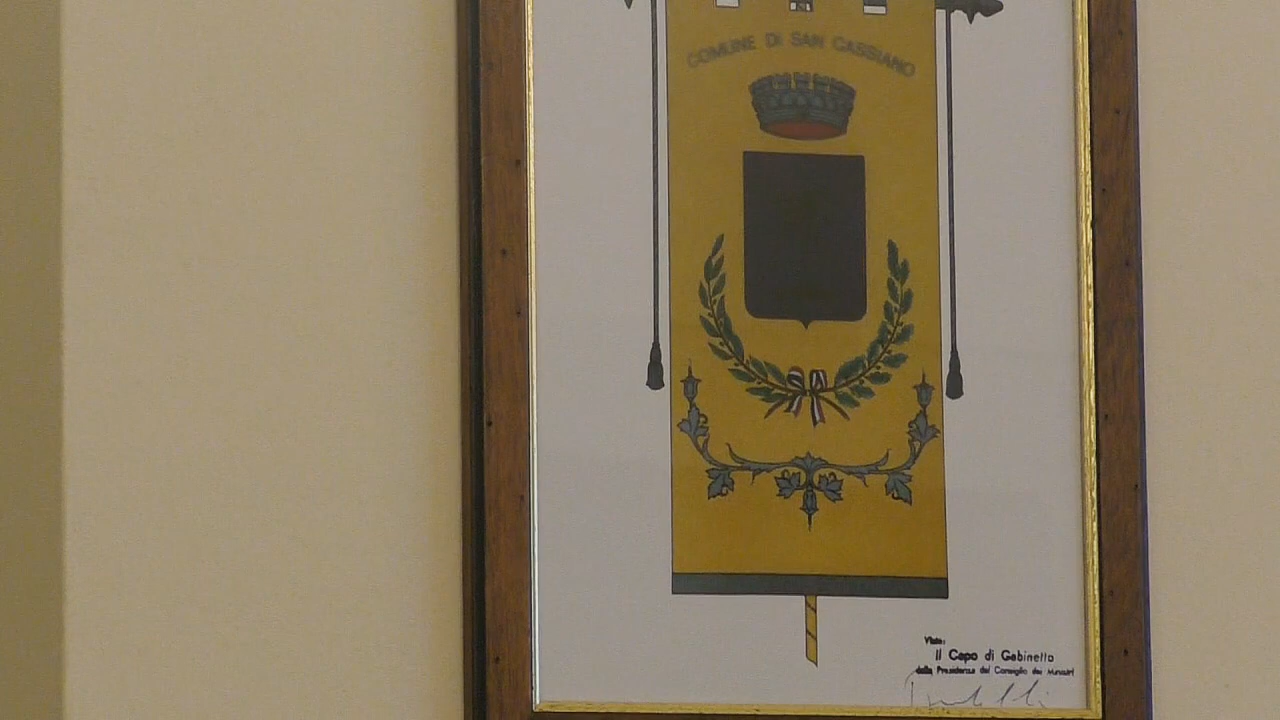 COMUNE DI SAN CASSIANO
Visto:
Il Capo di Gabinetto
della Presidenza del Consiglio dei Ministri